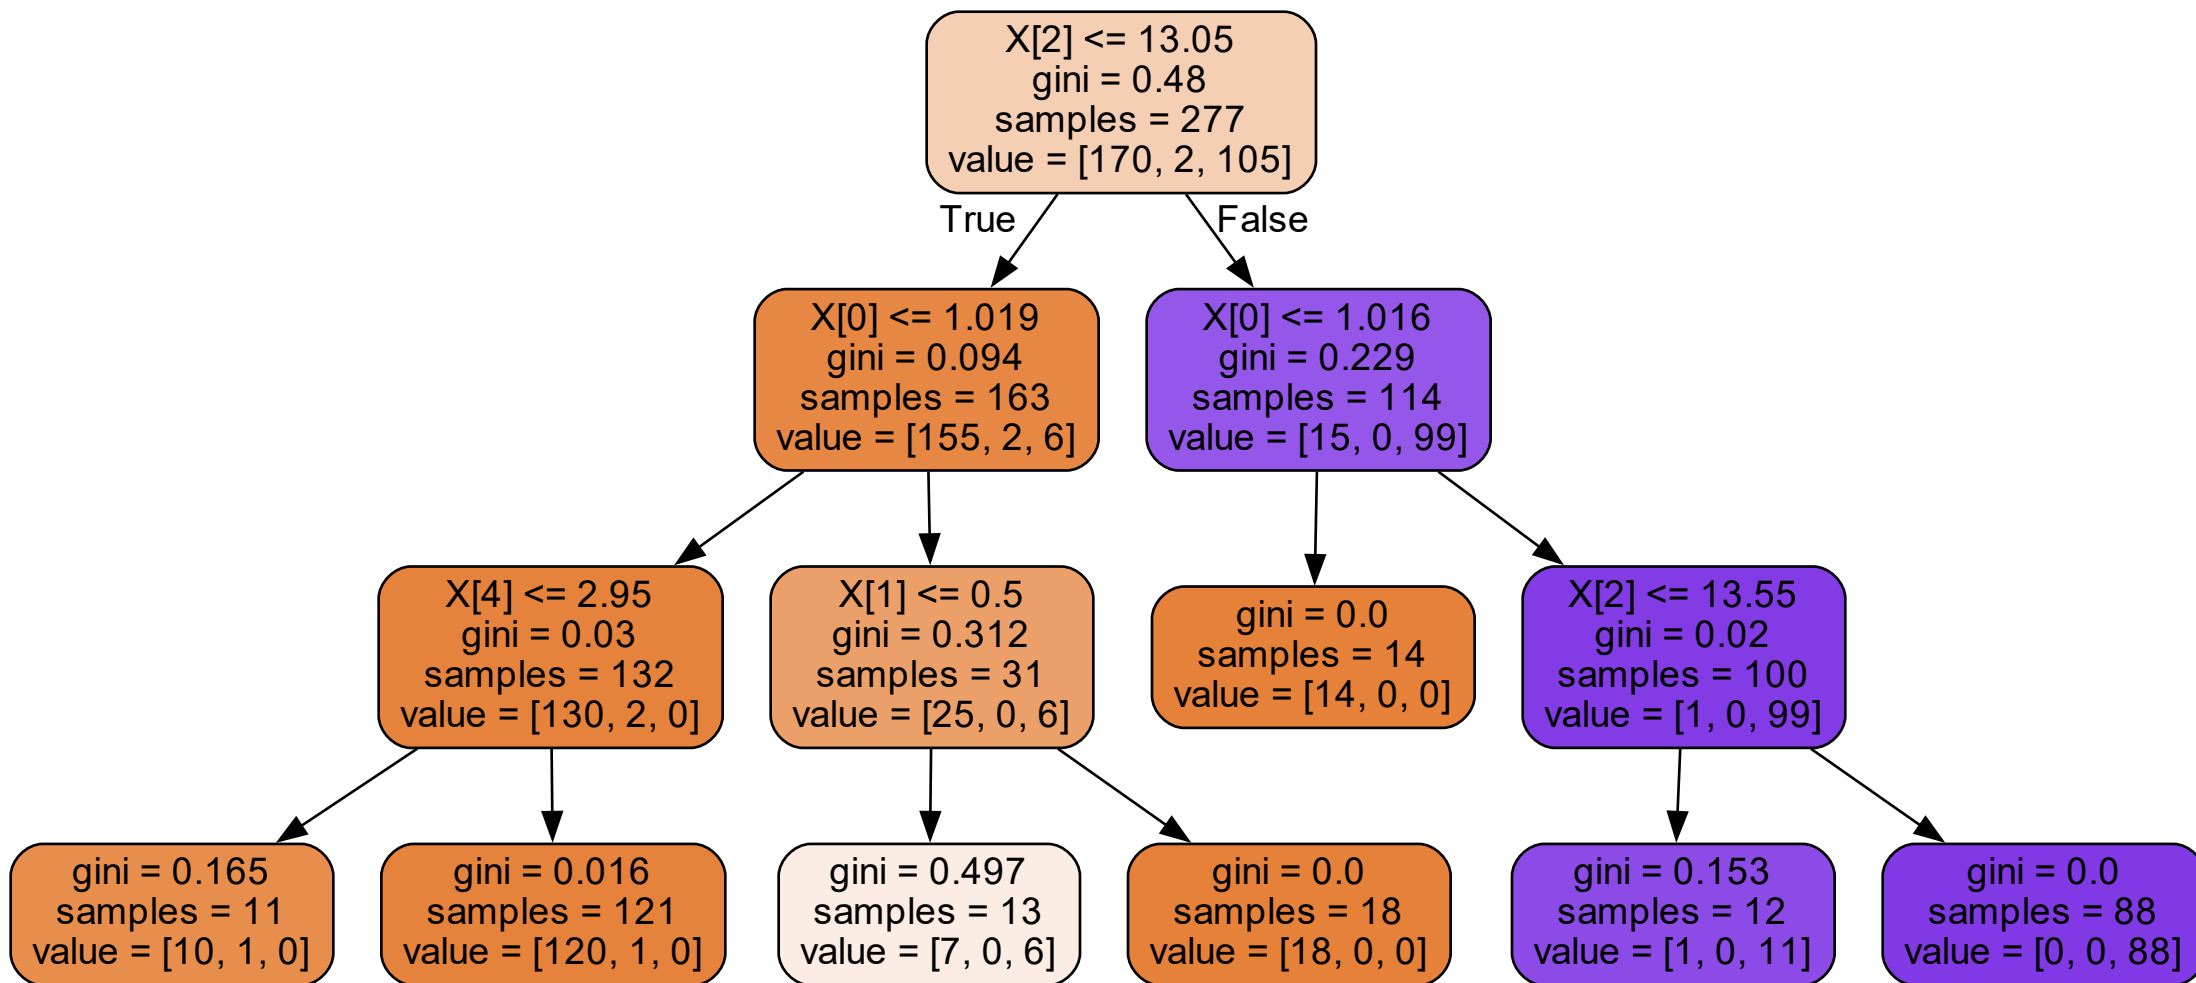 X[2] <= 13.05
gini = 0.48
samples = 277
value = [170, 2, 105]
True
False
X[0] <= 1.019
gini = 0.094
samples = 163
value = [155, 2, 6]
X[0] <= 1.016
gini = 0.229
samples = 114
value = [15, 0, 99]
X[4] <= 2.95
gini = 0.03
samples = 132
value = [130, 2, 0]
X[1] <= 0.5
gini = 0.312
samples = 31
value = [25, 0, 6]
gini = 0.0
samples = 14
value = [14, 0, 0]
X[2] <= 13.55
gini = 0.02
samples = 100
value = [1, 0, 99]
gini = 0.165
samples = 11
value = [10, 1, 0]
gini = 0.016
samples = 121
value = [120, 1, 0]
gini = 0.497
samples = 13
value = [7, 0, 6]
gini = 0.0
samples = 18
value = [18, 0, 0]
gini = 0.153
samples = 12
value = [1, 0, 11]
gini = 0.0
samples = 88
value = [0, 0, 88]